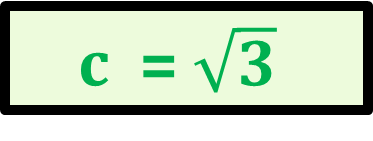 c = √3